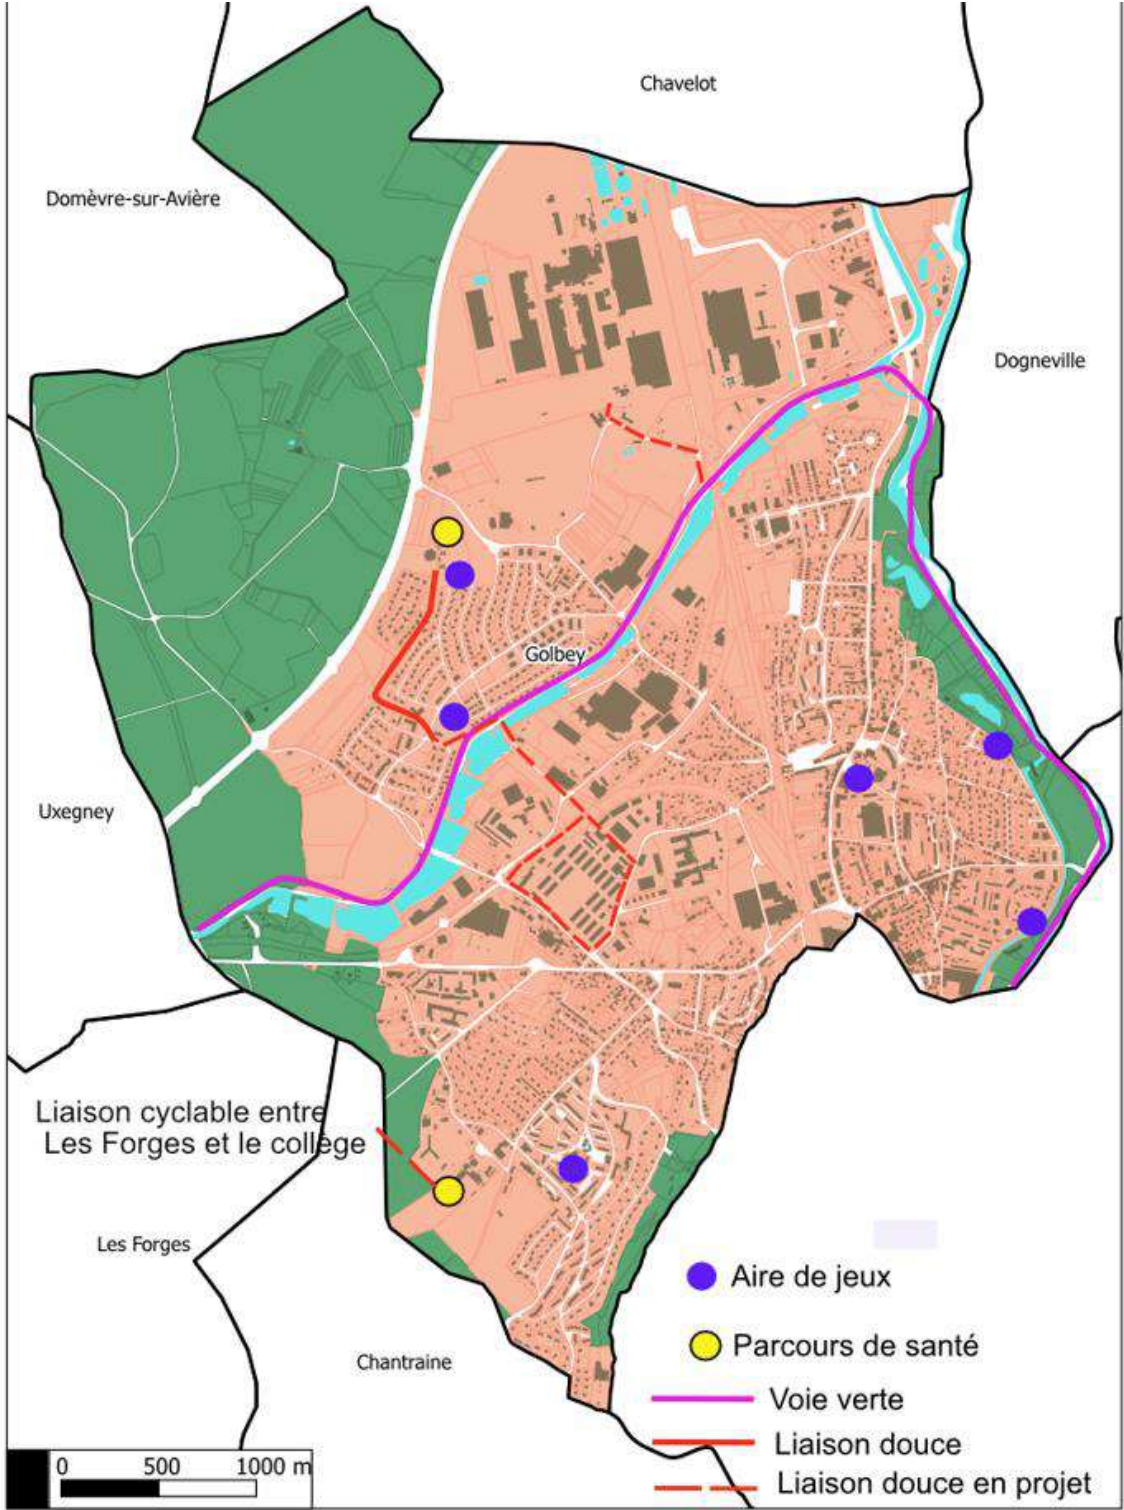 Chavelot
Domèvre-sur-Avière
Dogneville
Golbey
Uxegney
Liaison cyclable entre
Les Forges et le collège
Les Forges
Chantraine
Aire de jeux
Parcours de santé
Voie verte
Liaison douce
Liaison douce en projet
0 500 1000 m